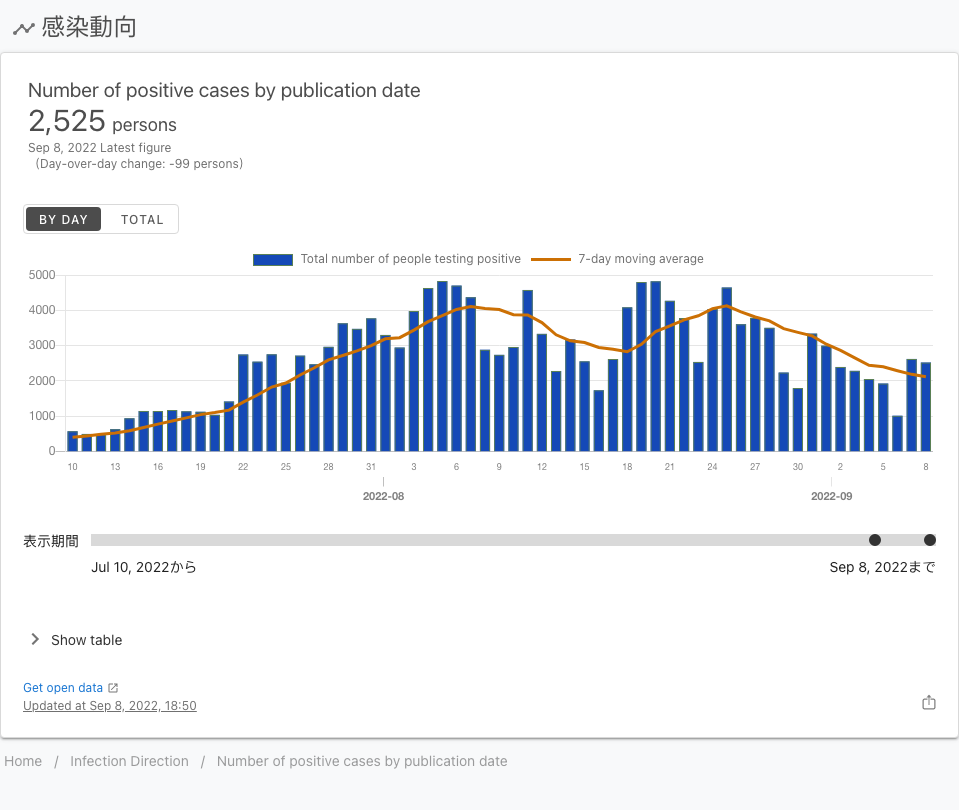 感染動向
Number of positive cases by publication date
2,525 persons
Sep 8, 2022 Latest figure
(Day-over-day change: -99 persons)
BY DAY TOTAL
Total number of people testing positive 7-day moving average
5000
4000
3000
2000
1000
0
10 13 16 19 22 25 28 31 3 6 9 12 15 18 21 24 27 30 2 5 8
2022-08 2022-09
表示期間
Jul 10, 2022から Sep 8, 2022まで
Show table
Get open data
Updated at Sep 8, 2022, 18:50
Home / Infection Direction / Number of positive cases by publication date